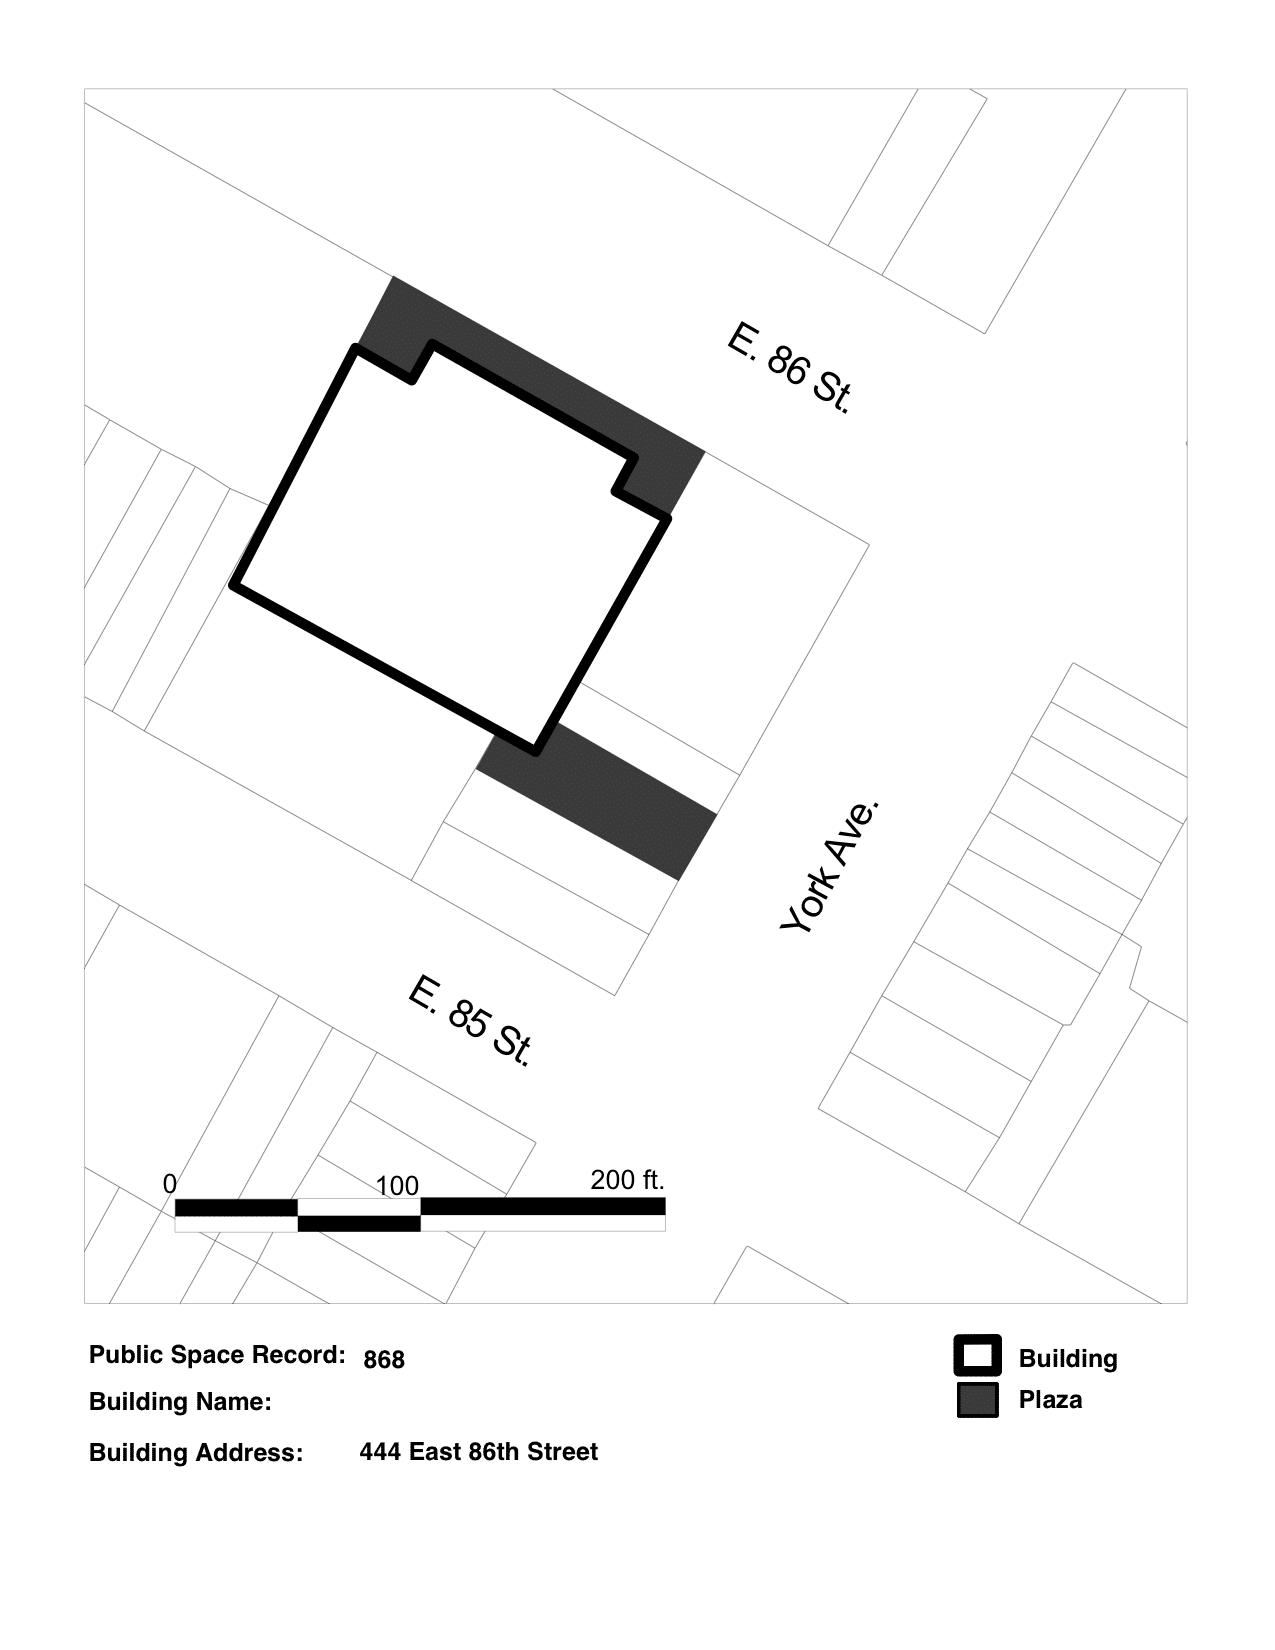 E. 86 St.
York Ave.
E. 85 St.
0 100 200 ft.
Public Space Record: 868
Building Name:
Building Address: 444 East 86th Street
Building
Plaza